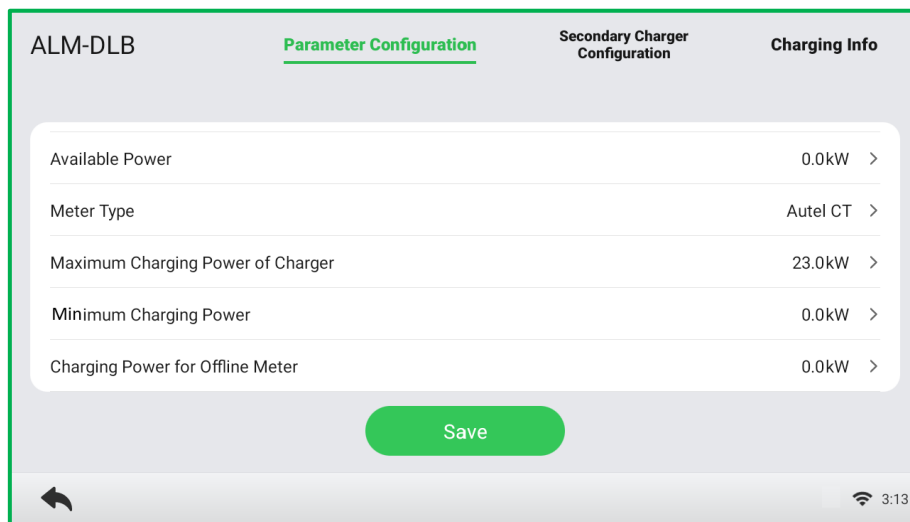 ALM-DLB
Parameter Configuration
Secondary Charger
Configuration
Charging Info
Available Power 0.0kW
Meter Type Autel CT
Maximum Charging Power of Charger 23.0kW
Minimum Charging Power 0.0kW
Charging Power for Offline Meter 0.0kW
Save
3:13